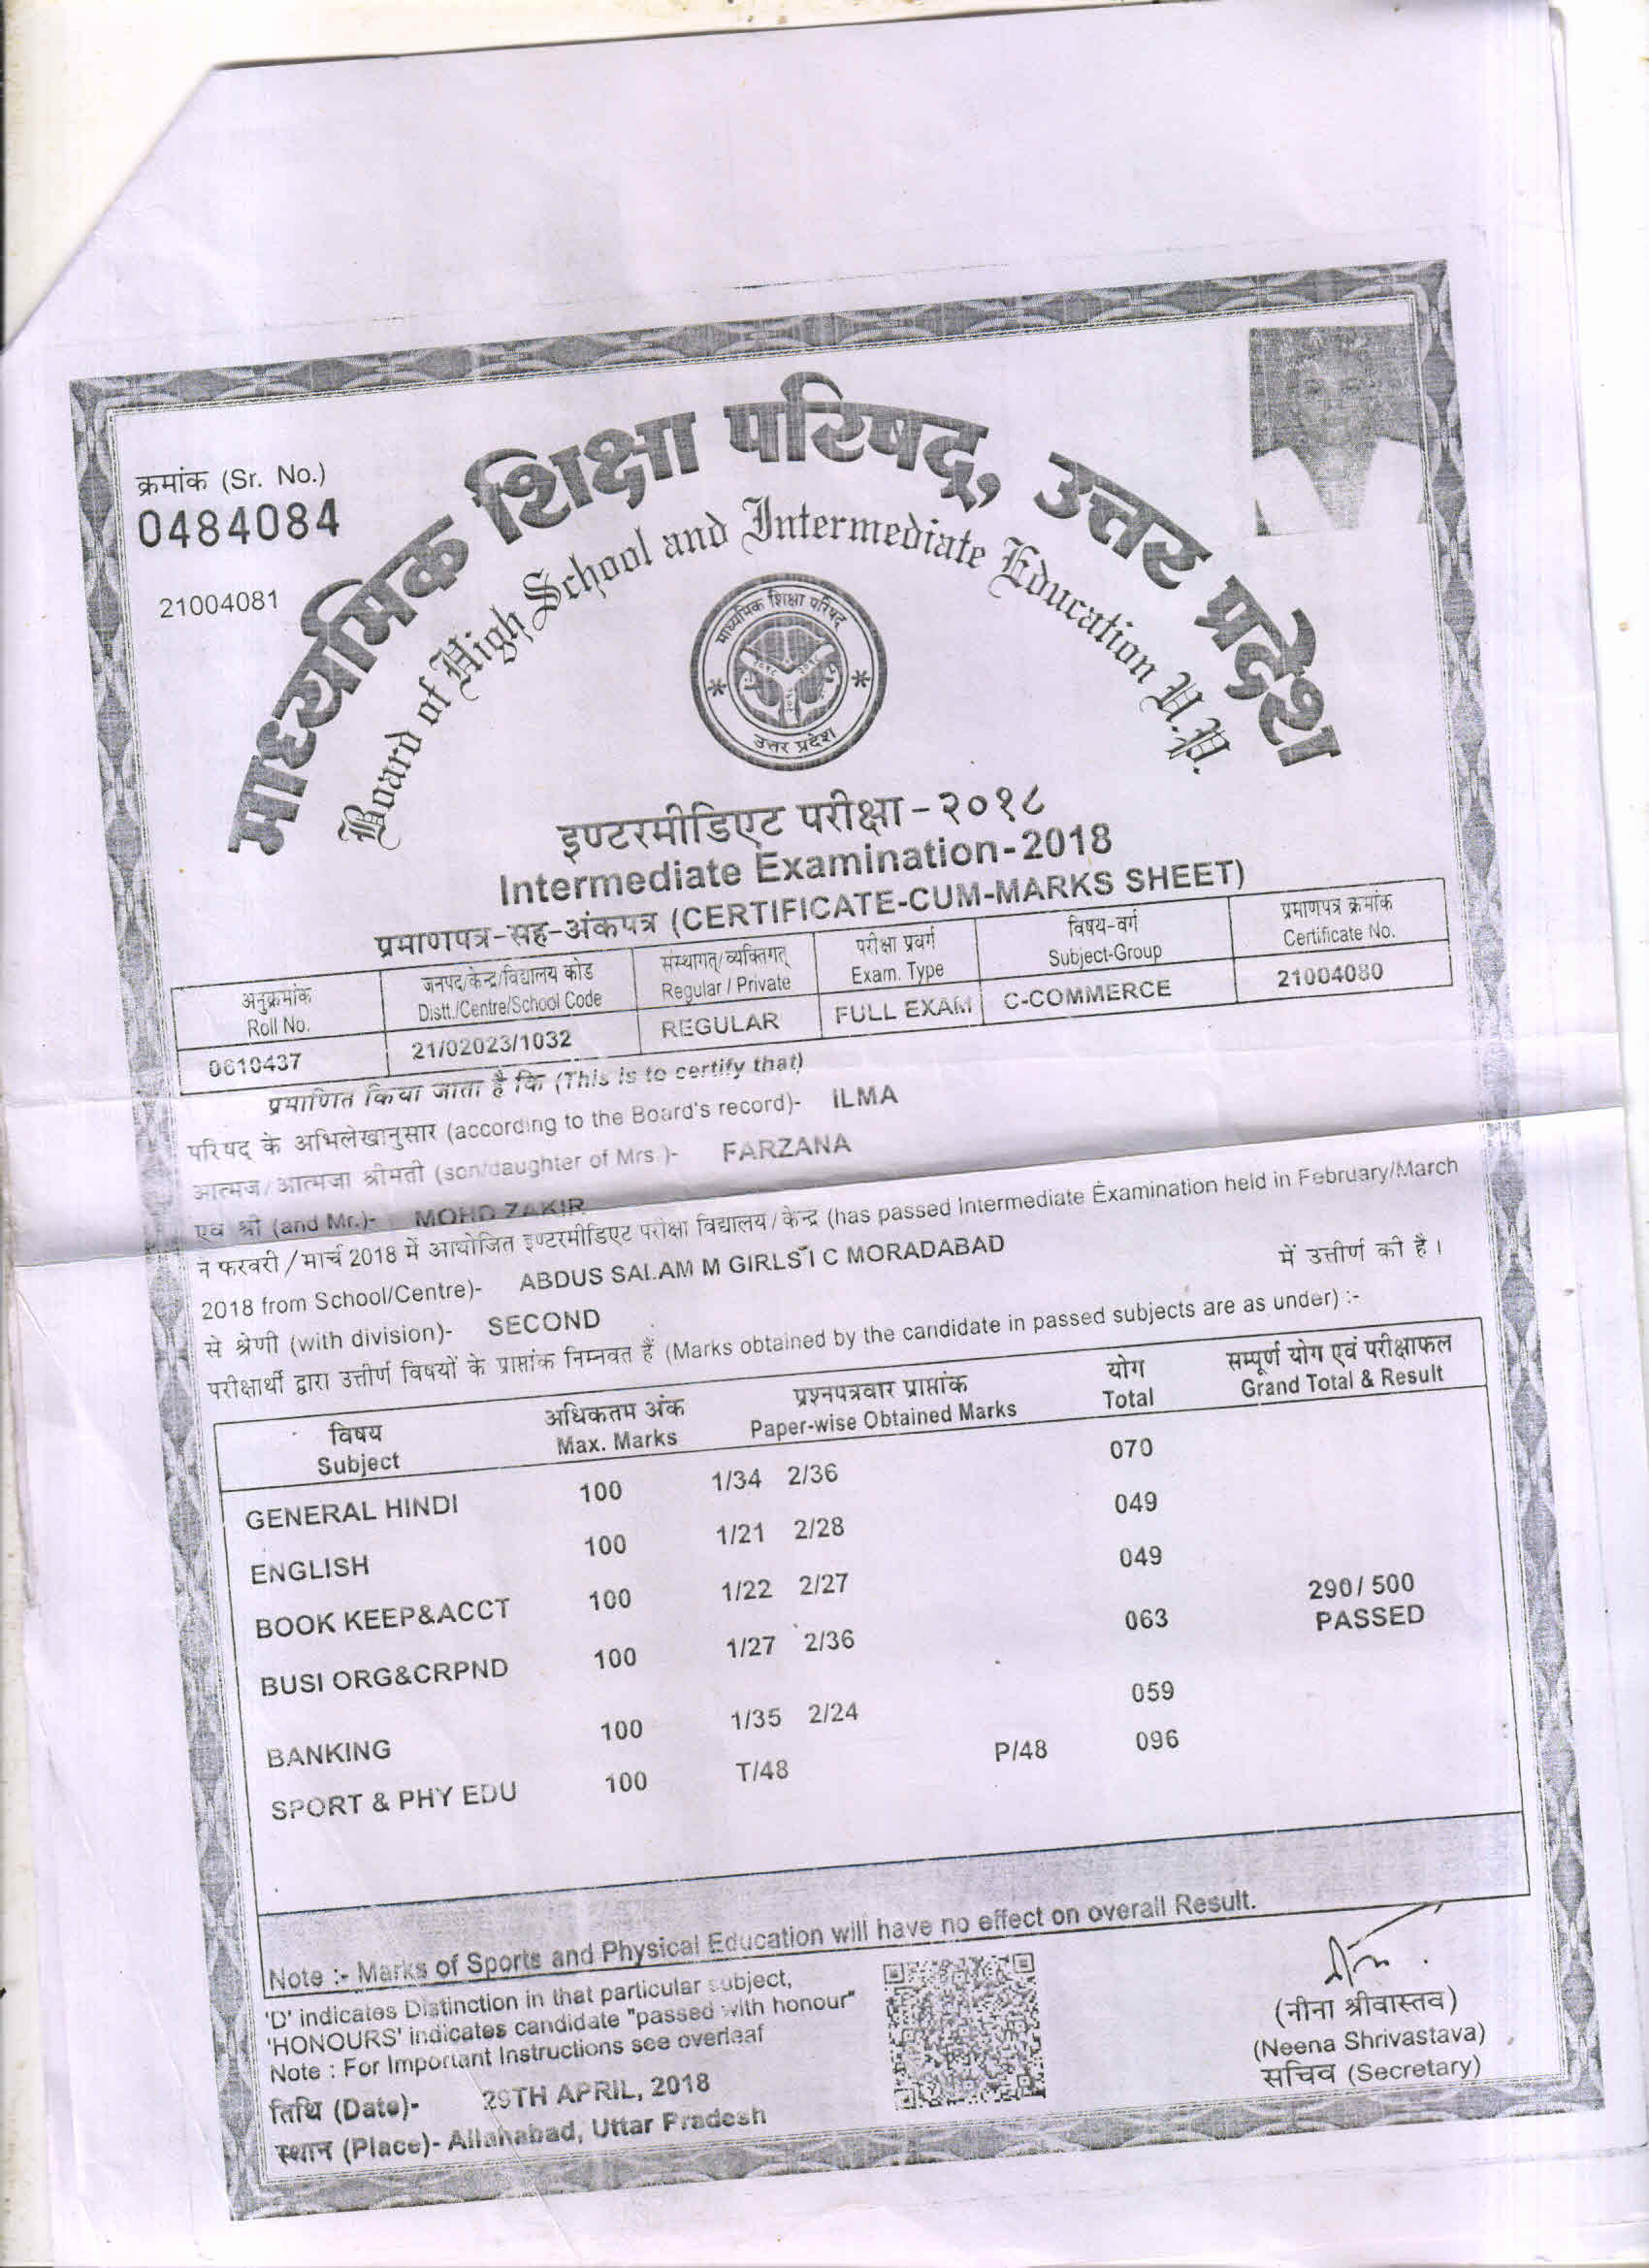 क्रमांक (Sr. No.)
0484084
21004081
माध्यमिक शिक्षा परिषद्, उत्तर प्रदेश
Board of High School and Intermediate Education U.P.
माध्यमिक शिक्षा परिषद्
उत्तर प्रदेश
इण्टरमीडिएट परीक्षा-२०१८
Intermediate Examination-2018
प्रमाणपत्र-सह-अंकपत्र (CERTIFICATE-CUM-MARKS SHEET)
अनुक्रमांक जनपद/केन्द्र/विद्यालय कोड संस्थागत्/व्यक्तिगत् परीक्षा प्रवर्ग विषय-वर्ग प्रमाणपत्र क्रमांक
Roll No. Distt./Centre/School Code Regular / Private Exam. Type Subject-Group Certificate No.
0610437 21/02023/1032 REGULAR FULL EXAM C-COMMERCE 21004080
प्रमाणित किया जाता है कि (This is to certify that)
परिषद् के अभिलेखानुसार (according to the Board's record)- ILMA
आत्मज/आत्मजा श्रीमती (son/daughter of Mrs.)- FARZANA
एवं श्री (and Mr.)- MOHD ZAKIR
ने फरवरी/मार्च 2018 में आयोजित इण्टरमीडिएट परीक्षा विद्यालय/केन्द्र (has passed Intermediate Examination held in February/March
2018 from School/Centre)- ABDUS SALAM M GIRLS I C MORADABAD में उत्तीर्ण की है।
से श्रेणी (with division)- SECOND
परीक्षार्थी द्वारा उत्तीर्ण विषयों के प्राप्तांक निम्नवत हैं (Marks obtained by the candidate in passed subjects are as under) :-
विषय अधिकतम अंक प्रश्नपत्रवार प्राप्तांक योग सम्पूर्ण योग एवं परीक्षाफल
Subject Max. Marks Paper-wise Obtained Marks Total Grand Total & Result
GENERAL HINDI 100 1/34 2/36 070
ENGLISH 100 1/21 2/28 049
BOOK KEEP&ACCT 100 1/22 2/27 049 290/500
BUSI ORG&CRPND 100 1/27 2/36 063 PASSED
BANKING 100 1/35 2/24 059
SPORT & PHY EDU 100 T/48 P/48 096
Note :- Marks of Sports and Physical Education will have no effect on overall Result.
'D' indicates Distinction in that particular subject,
'HONOURS' indicates candidate "passed with honour"
Note : For Important Instructions see overleaf
तिथि (Date)- 29TH APRIL, 2018
स्थान (Place)- Allahabad, Uttar Pradesh
(नीना श्रीवास्तव)
(Neena Shrivastava)
सचिव (Secretary)